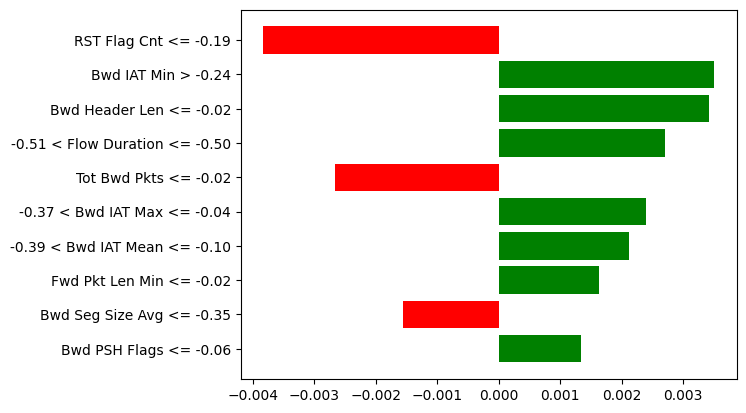 RST Flag Cnt <= -0.19
Bwd IAT Min > -0.24
Bwd Header Len <= -0.02
-0.51 < Flow Duration <= -0.50
Tot Bwd Pkts <= -0.02
-0.37 < Bwd IAT Max <= -0.04
-0.39 < Bwd IAT Mean <= -0.10
Fwd Pkt Len Min <= -0.02
Bwd Seg Size Avg <= -0.35
Bwd PSH Flags <= -0.06
−0.004 −0.003 −0.002 −0.001 0.000 0.001 0.002 0.003